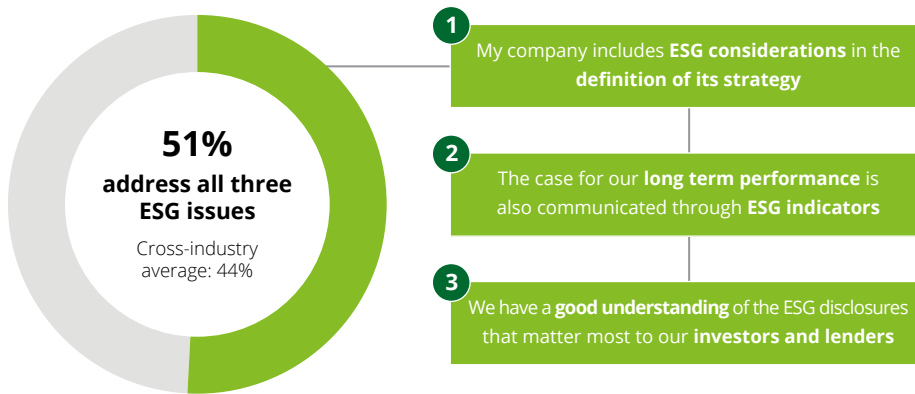 51%
address all three
ESG issues
Cross-industry
average: 44%
1
My company includes ESG considerations in the
definition of its strategy
2
The case for our long term performance is
also communicated through ESG indicators
3
We have a good understanding of the ESG disclosures
that matter most to our investors and lenders